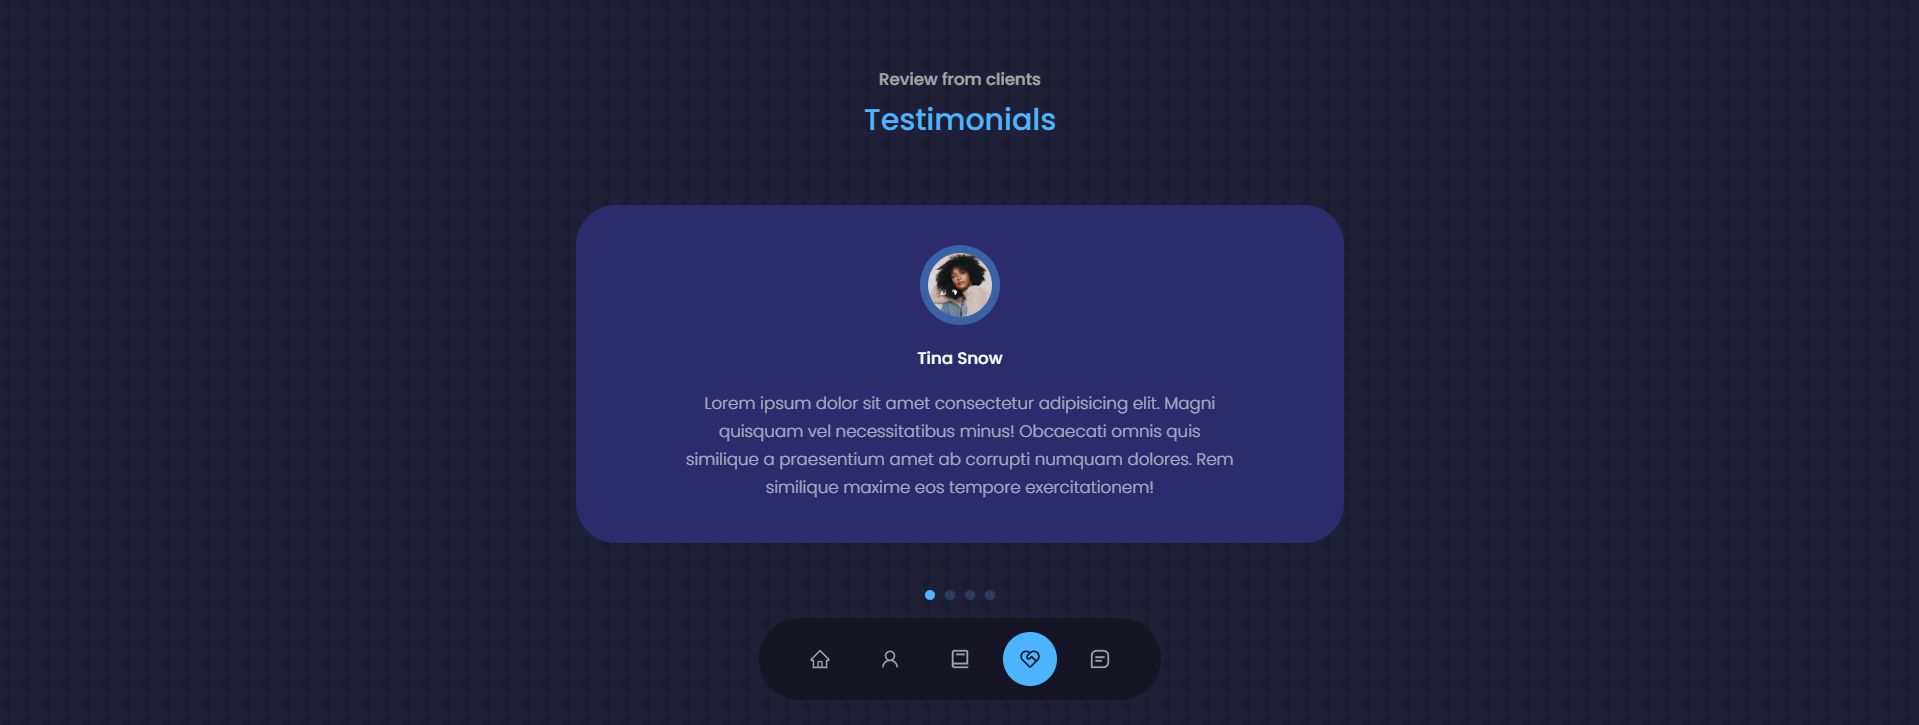 Review from clients
Testimonials
Tina Snow
Lorem ipsum dolor sit amet consectetur adipisicing elit. Magni
quisquam vel necessitatibus minus! Obcaecati omnis quis
similique a praesentium amet ab corrupti numquam dolores. Rem
similique maxime eos tempore exercitationem!